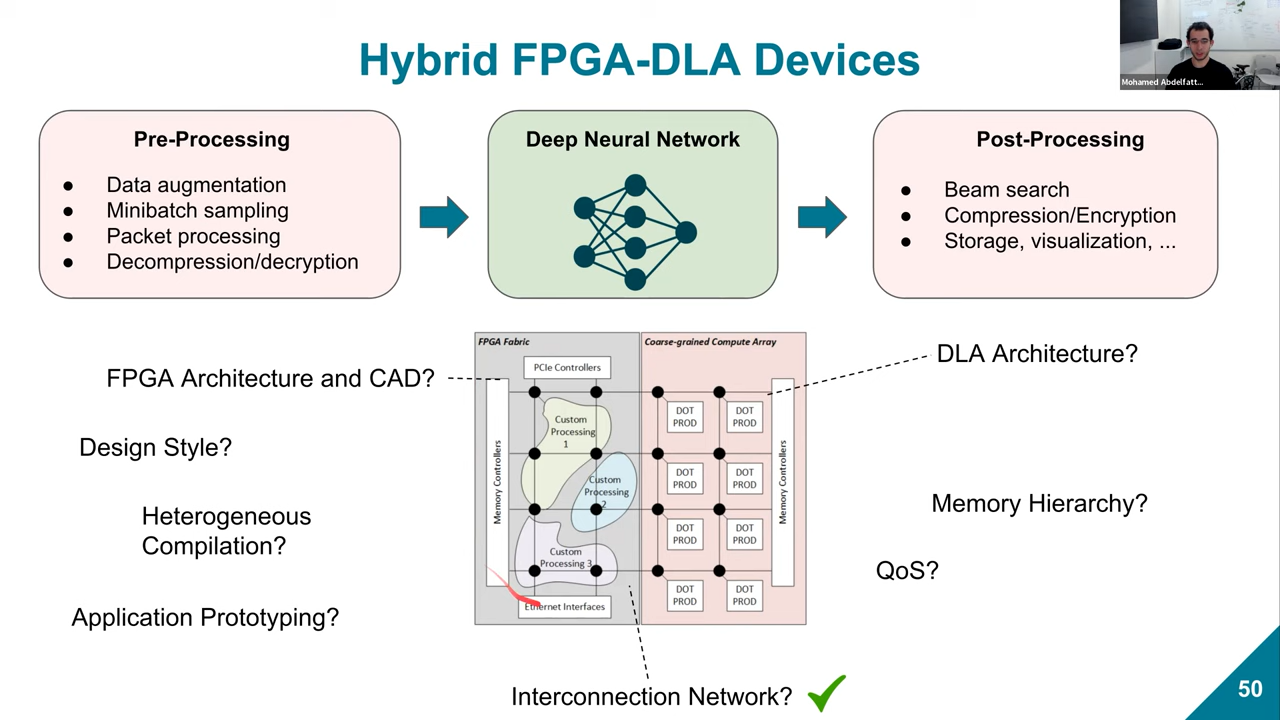 Hybrid FPGA-DLA Devices
Mohamed Abdelfatt...
Pre-Processing
● Data augmentation
● Minibatch sampling
● Packet processing
● Decompression/decryption
Deep Neural Network
Post-Processing
● Beam search
● Compression/Encryption
● Storage, visualization, ...
FPGA Architecture and CAD?
Design Style?
Heterogeneous
Compilation?
Application Prototyping?
FPGA Fabric
PCIe Controllers
Memory Controllers
Custom
Processing
1
Custom
Processing
2
Custom
Processing 3
Ethernet Interfaces
Coarse-grained Compute Array
DOT
PROD
DOT
PROD
DOT
PROD
DOT
PROD
DOT
PROD
DOT
PROD
DOT
PROD
DOT
PROD
Memory Controllers
DLA Architecture?
Memory Hierarchy?
QoS?
Interconnection Network?
50